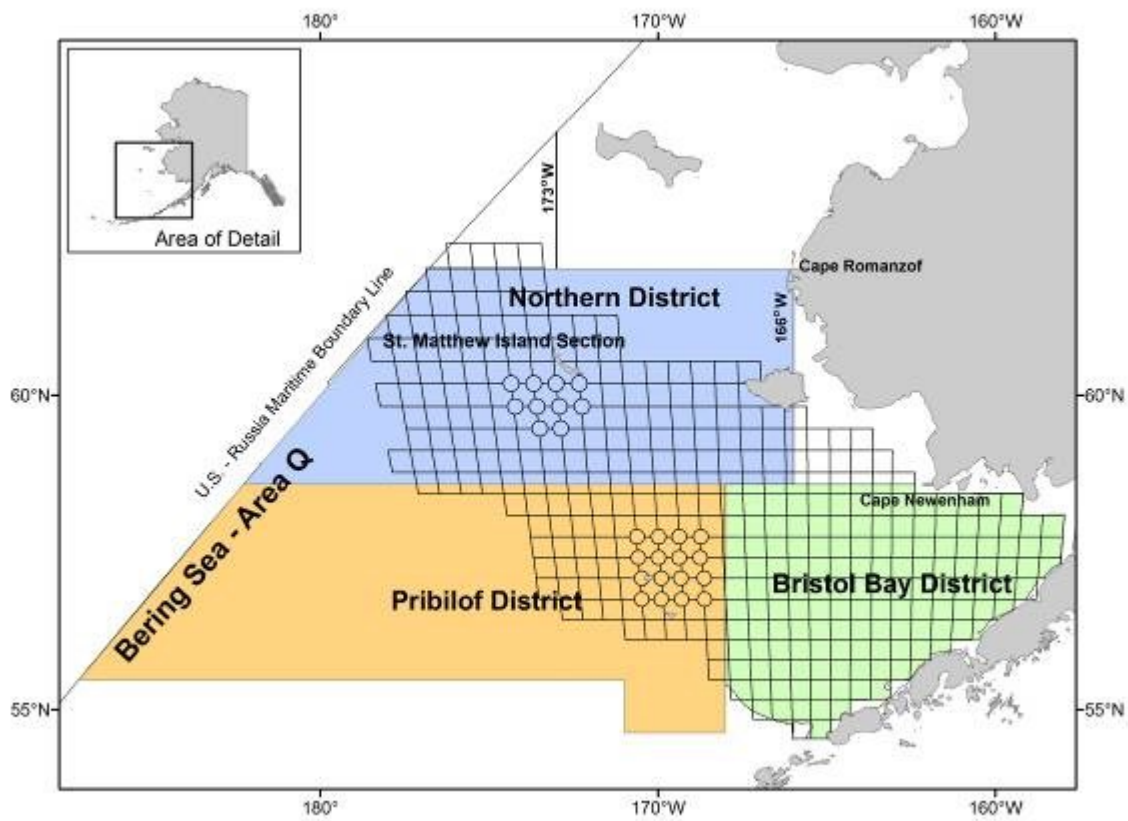 180°
170°W
160°W
Area of Detail
173°W
Cape Romanzof
Northern District
166°W
U.S. - Russia Maritime Boundary Line
St. Matthew Island Section
60°N
60°N
Cape Newenham
Bering Sea - Area Q
Bristol Bay District
Pribilof District
55°N
55°N
180°
170°W
160°W